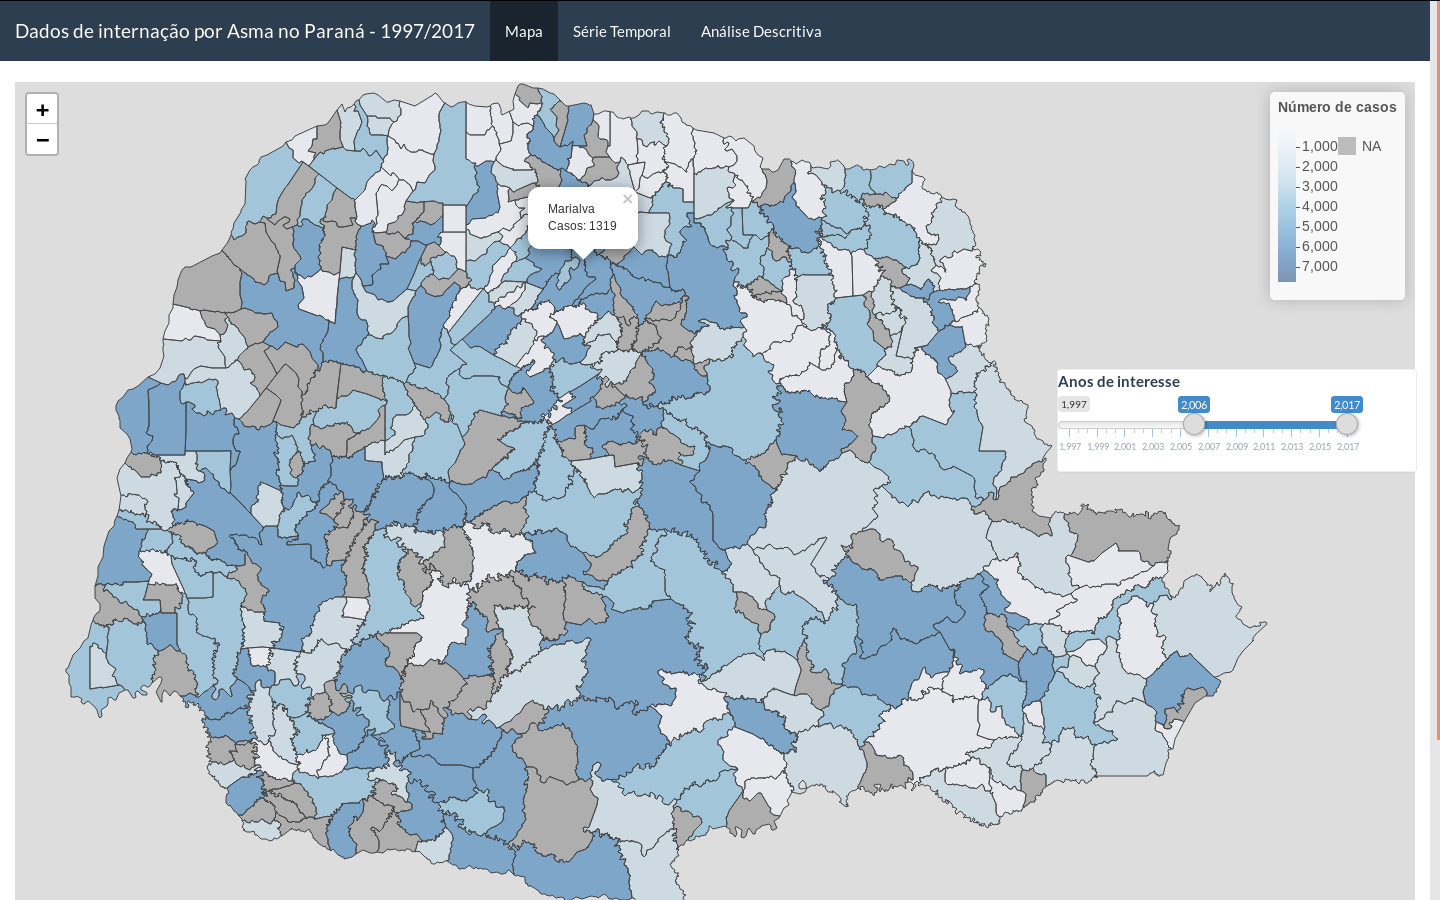 Dados de internação por Asma no Paraná - 1997/2017
Mapa
Série Temporal
Análise Descritiva
+
−
Marialva
Casos: 1319
×
Número de casos
1,000
2,000
3,000
4,000
5,000
6,000
7,000
NA
Anos de interesse
1,997
2,006
2,017
1,997 1,999 2,001 2,003 2,005 2,007 2,009 2,011 2,013 2,015 2,017